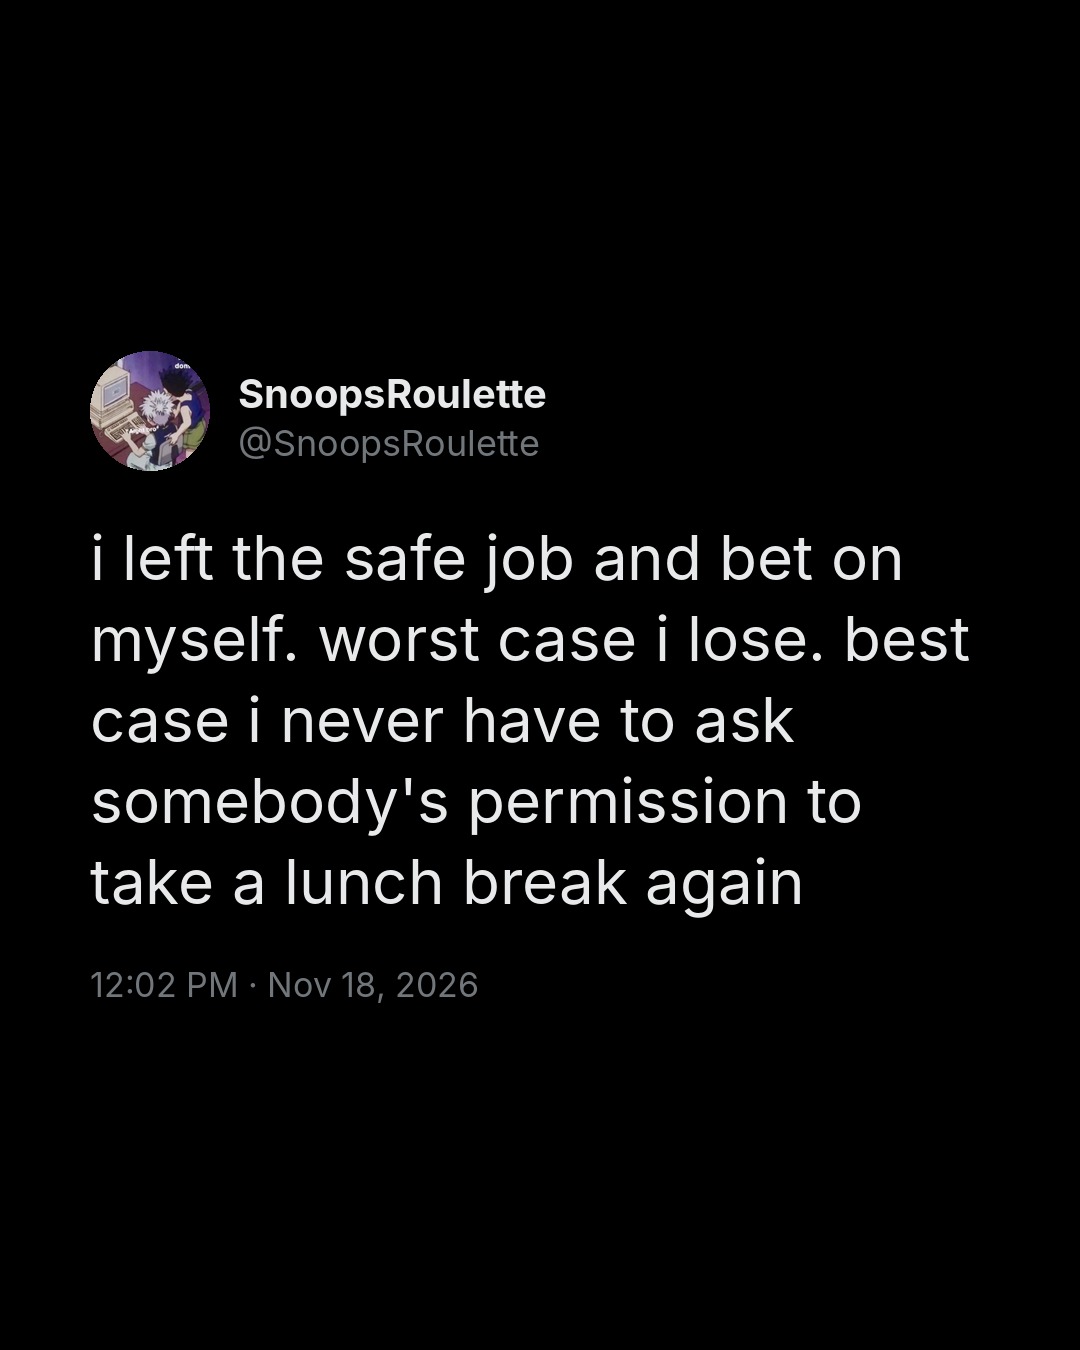 SnoopsRoulette
@SnoopsRoulette
i left the safe job and bet on
myself. worst case i lose. best
case i never have to ask
somebody's permission to
take a lunch break again
12:02 PM · Nov 18, 2026